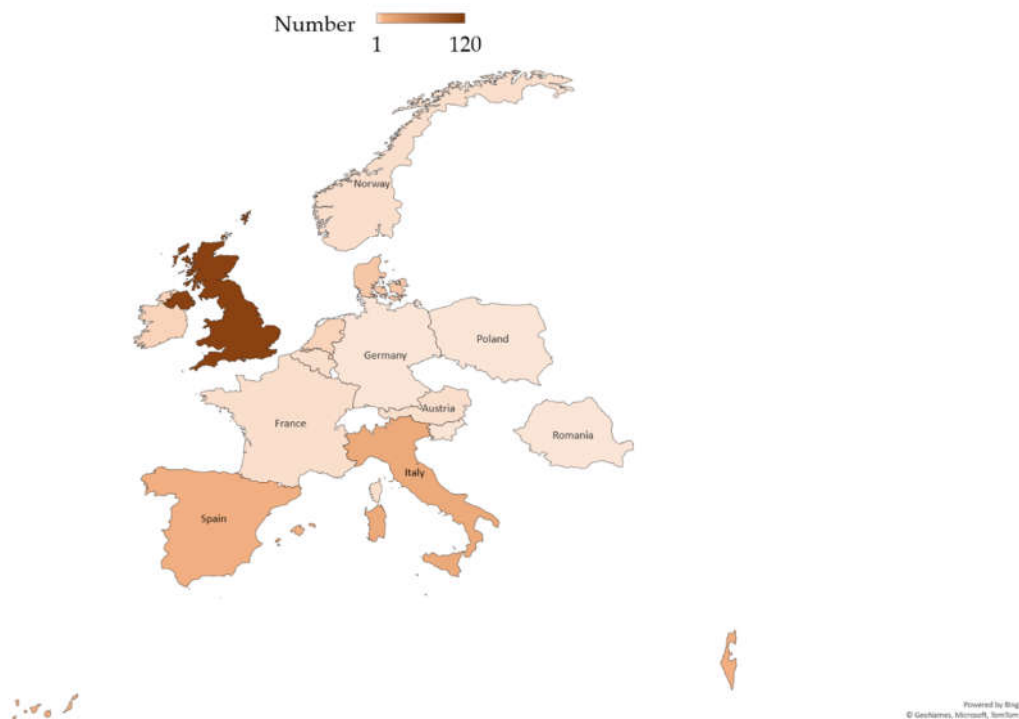 Number
1 120
Norway
Poland
Germany
Austria
France
Romania
Italy
Spain
Powered by Bing
© GeoNames, Microsoft, TomTom